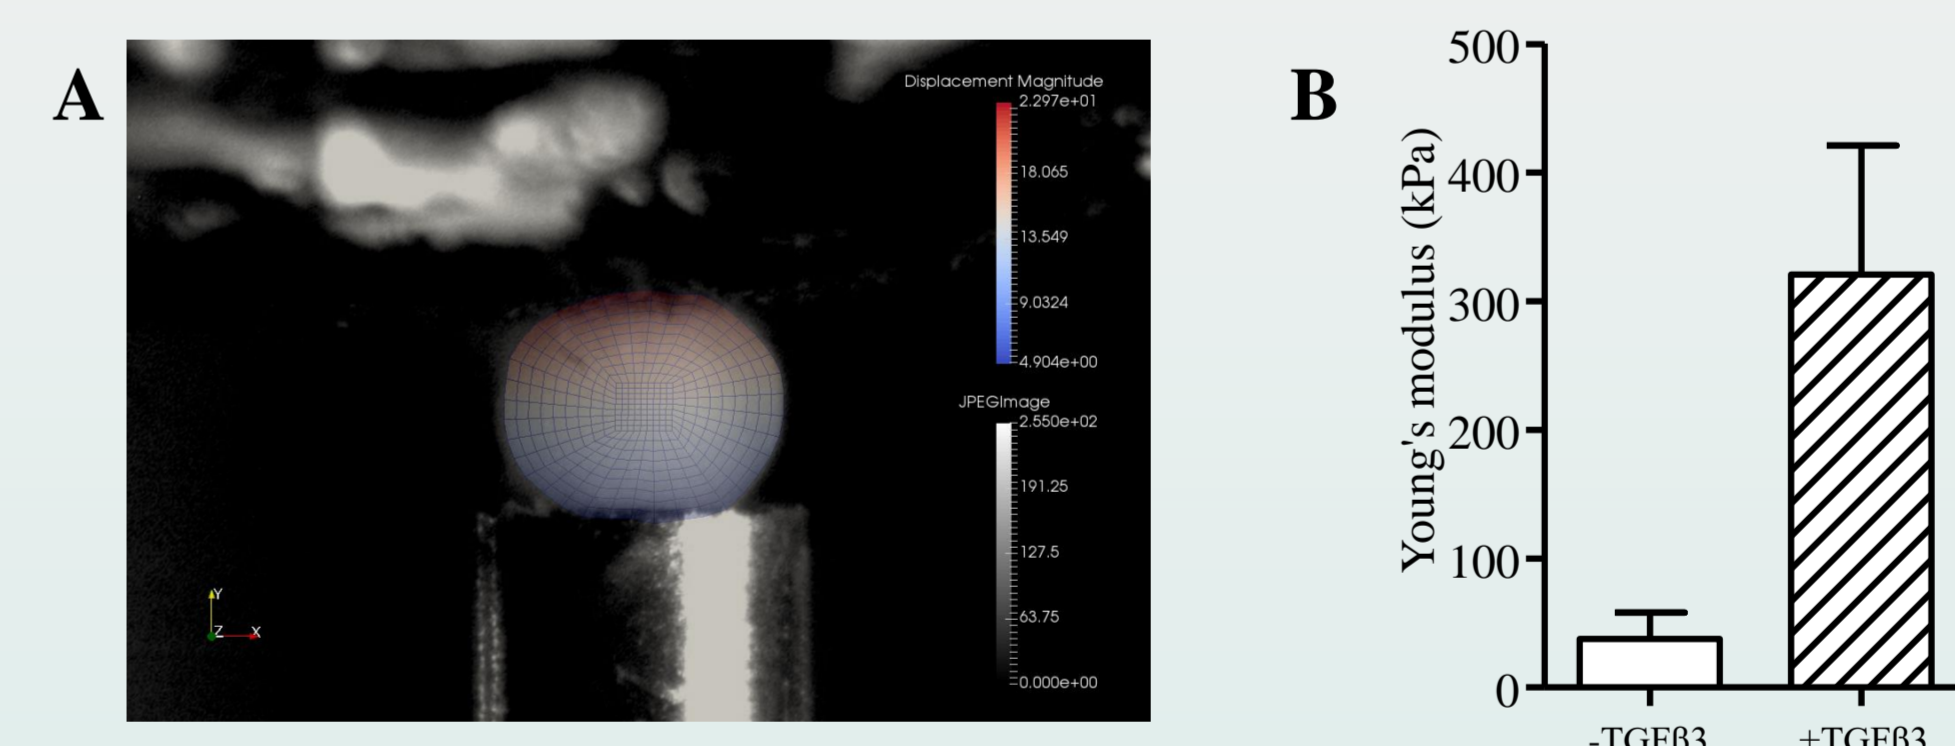 A
Displacement Magnitude
2.297e+01
18.065
13.549
9.0324
4.904e+00
JPEGImage
2.550e+02
191.25
127.5
63.75
0.000e+00
Y
Z X
B
Young's modulus (kPa)
500
400
300
200
100
0
-TGFβ3 +TGFβ3